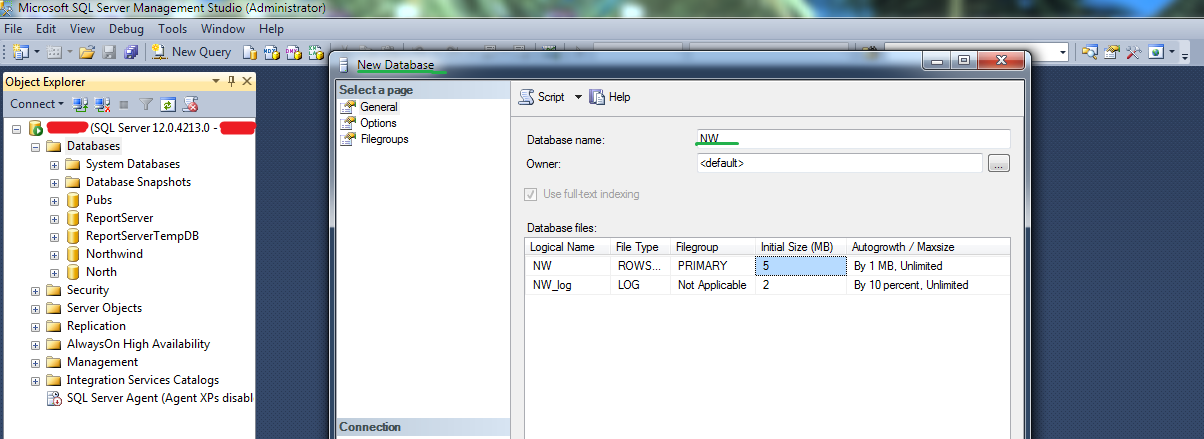 Microsoft SQL Server Management Studio (Administrator)
File Edit View Debug Tools Window Help
New Query
New Database
Object Explorer
Connect
(SQL Server 12.0.4213.0 -
Databases
System Databases
Database Snapshots
Pubs
ReportServer
ReportServerTempDB
Northwind
North
Security
Server Objects
Replication
AlwaysOn High Availability
Management
Integration Services Catalogs
SQL Server Agent (Agent XPs disabl
Select a page
General
Options
Filegroups
Connection
Script Help
Database name: NW
Owner: <default> ...
Use full-text indexing
Database files:
Logical Name File Type Filegroup Initial Size (MB) Autogrowth / Maxsize
NW ROWS... PRIMARY 5 By 1 MB, Unlimited
NW_log LOG Not Applicable 2 By 10 percent, Unlimited